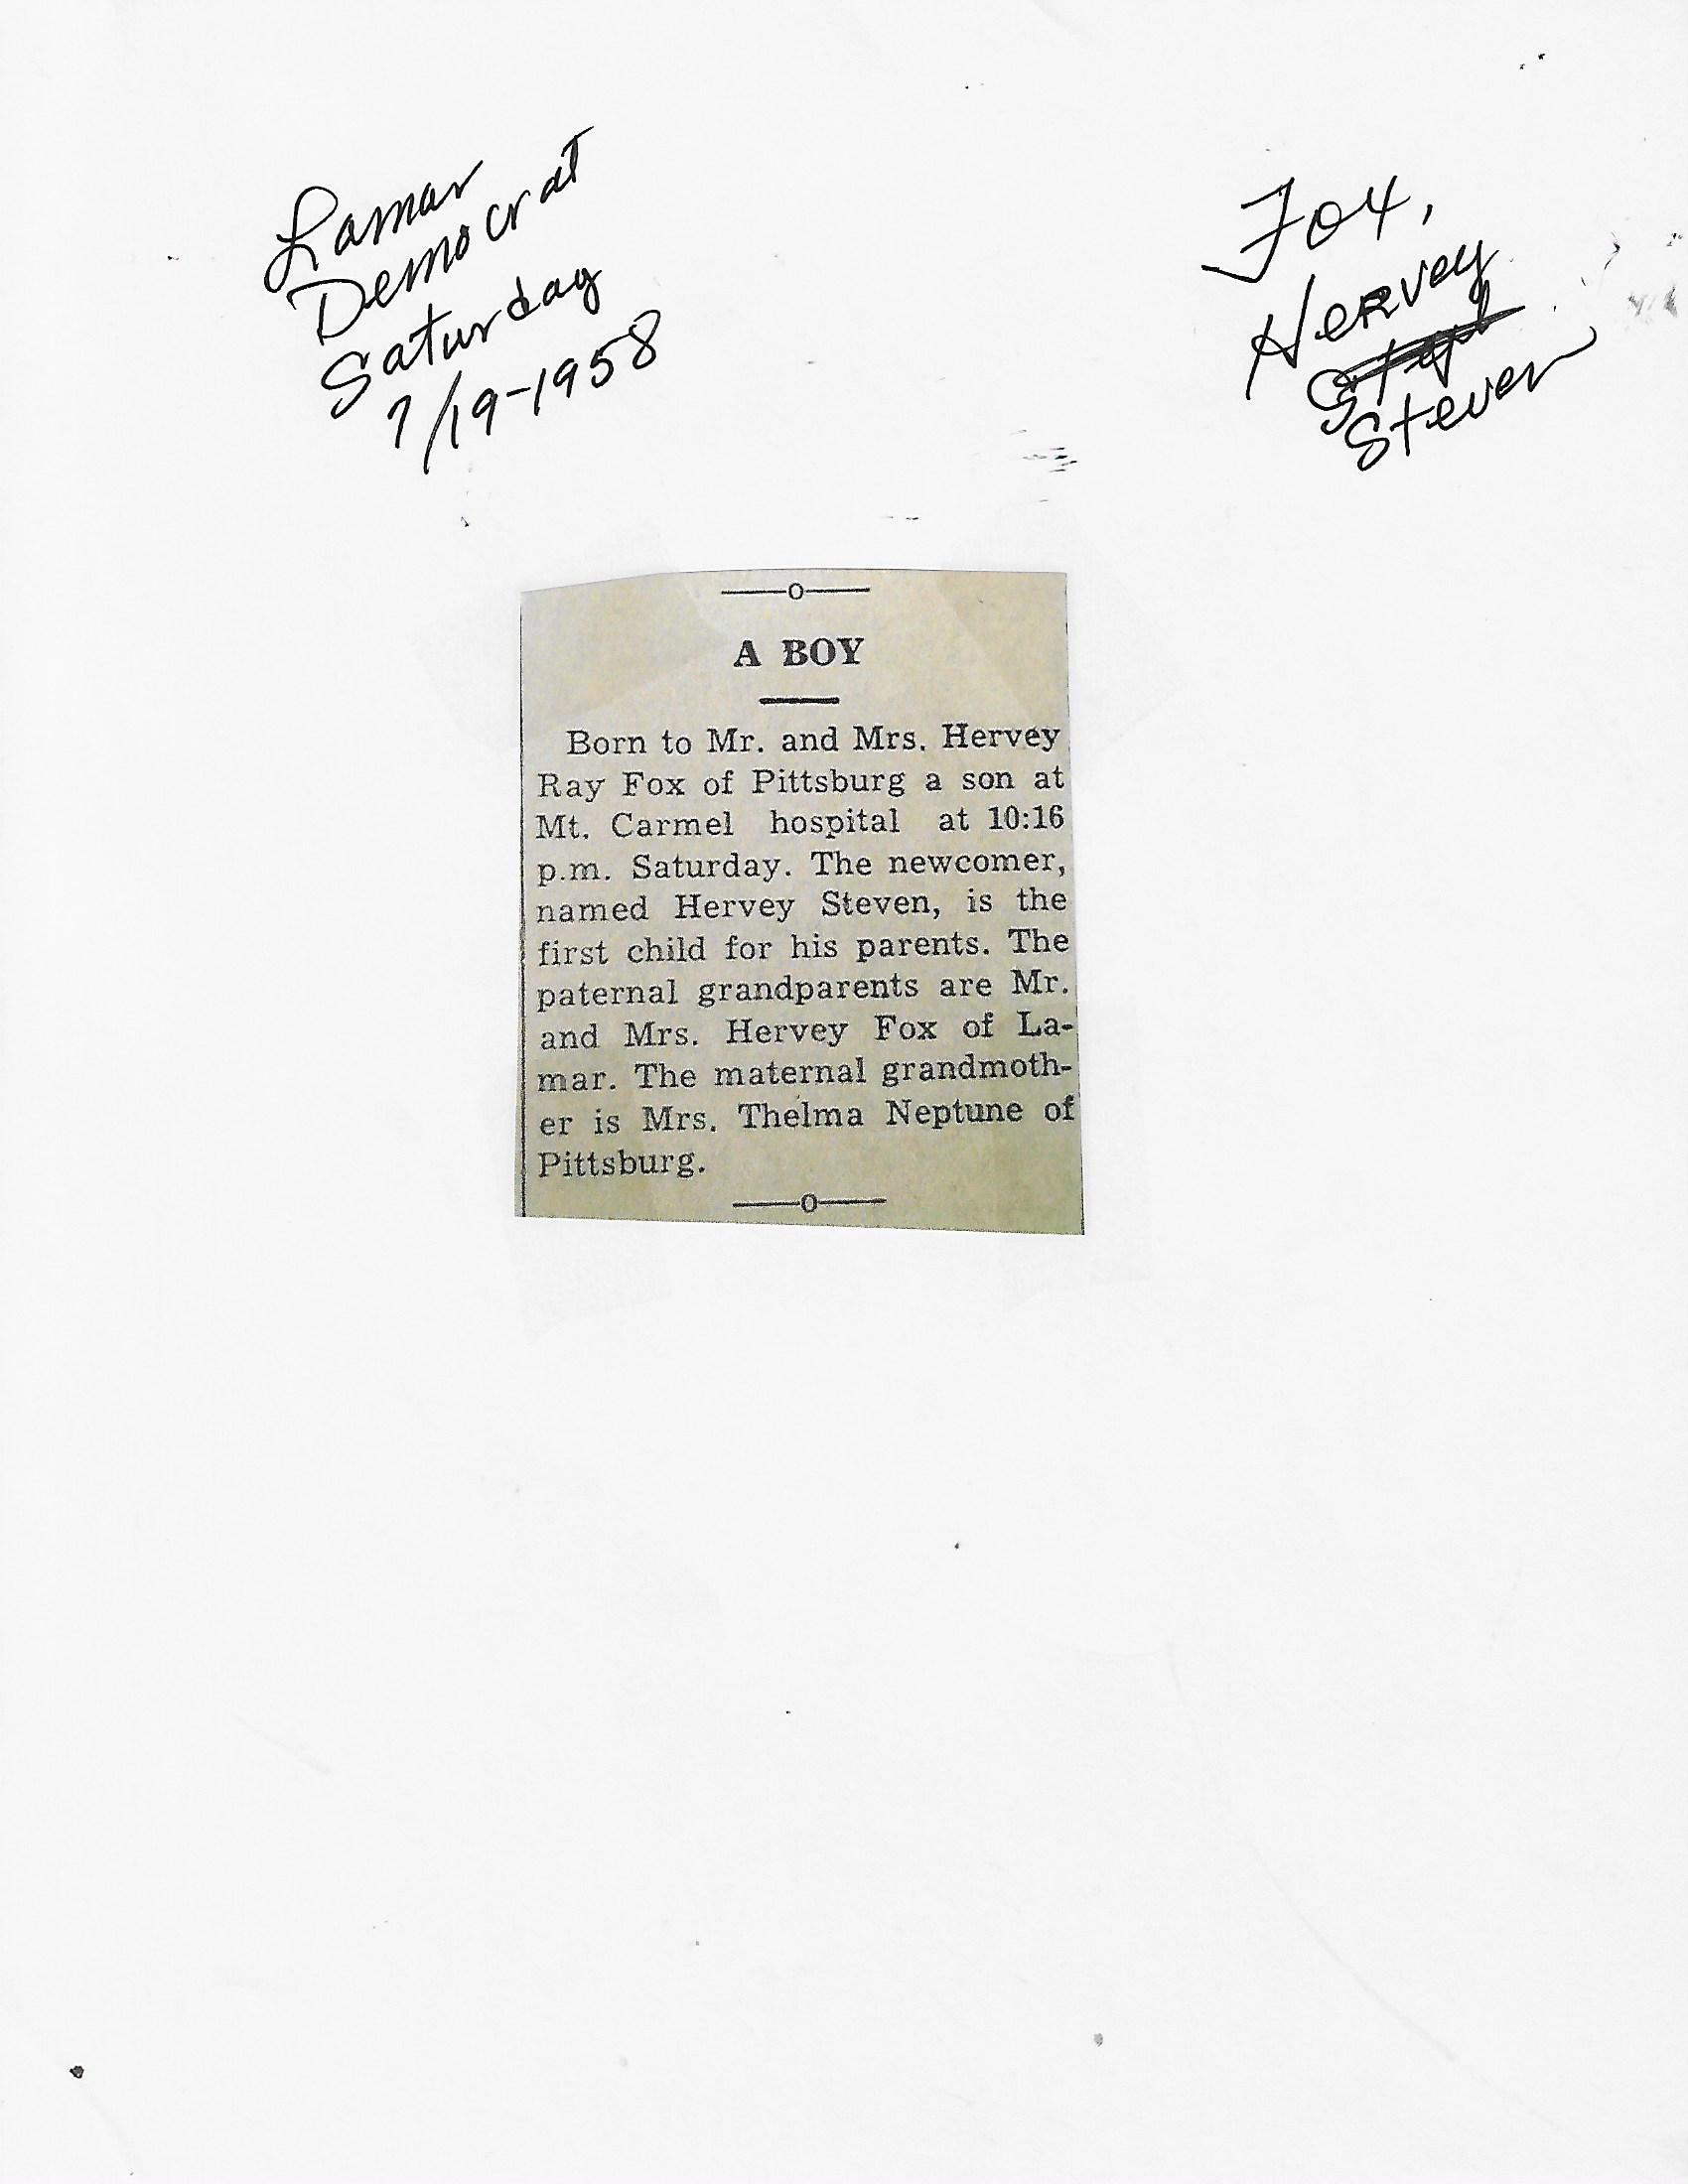 Lamar
Democrat
Saturday
7/19-1958
Fox,
Hervey
Steven
A BOY
Born to Mr. and Mrs. Hervey
Ray Fox of Pittsburg a son at
Mt. Carmel hospital at 10:16
p.m. Saturday. The newcomer,
named Hervey Steven, is the
first child for his parents. The
paternal grandparents are Mr.
and Mrs. Hervey Fox of La-
mar. The maternal grandmoth-
er is Mrs. Thelma Neptune of
Pittsburg.